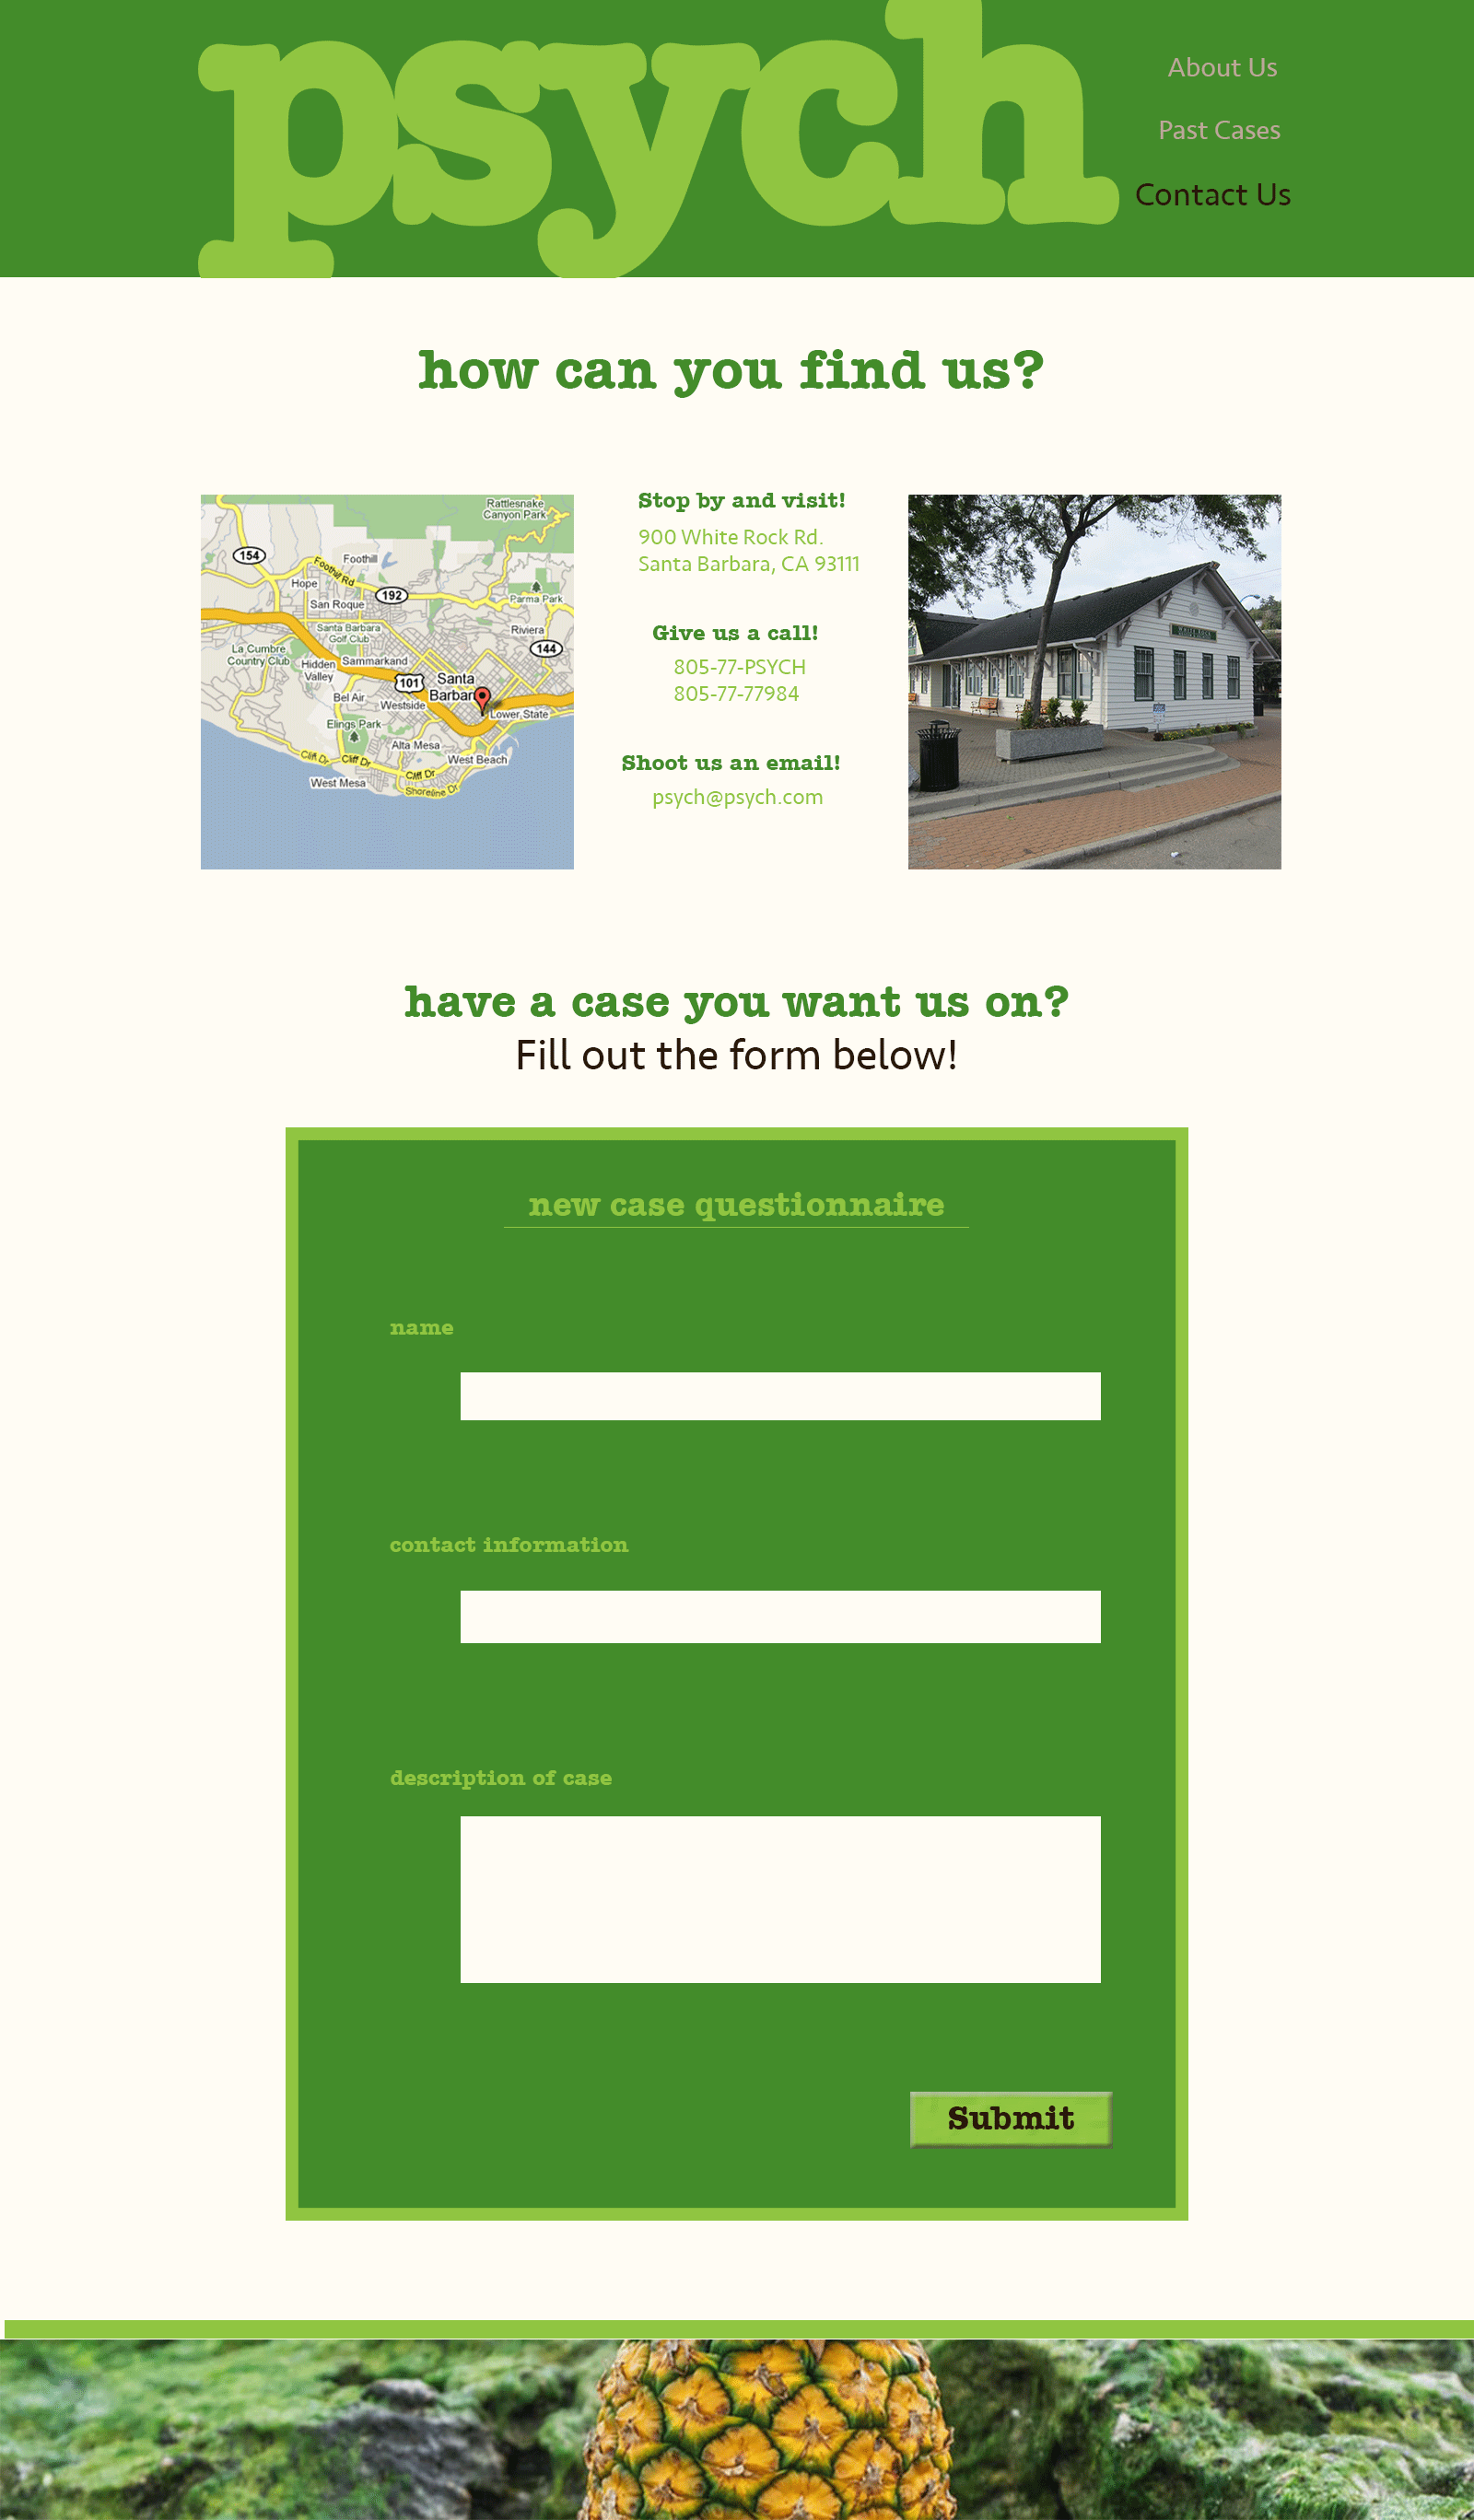 psych
About Us
Past Cases
Contact Us
how can you find us?
Rattlesnake
Canyon Park
154
Foothill
Foothill Rd
Hope
192
San Roque
Parma Park
Santa Barbara
Golf Club
Riviera
La Cumbre
Country Club
144
Hidden
Valley
Sammarkand
101
Santa
Barbar
Bel Air
Westside
Lower State
Elings Park
Alta Mesa
Cliff Dr
Cliff Dr
West Beach
Cliff Dr
West Mesa
Shoreline Dr
Stop by and visit!
900 White Rock Rd.
Santa Barbara, CA 93111
Give us a call!
805-77-PSYCH
805-77-77984
Shoot us an email!
psych@psych.com
WHITE ROCK
have a case you want us on?
Fill out the form below!
new case questionnaire
name
contact information
description of case
Submit